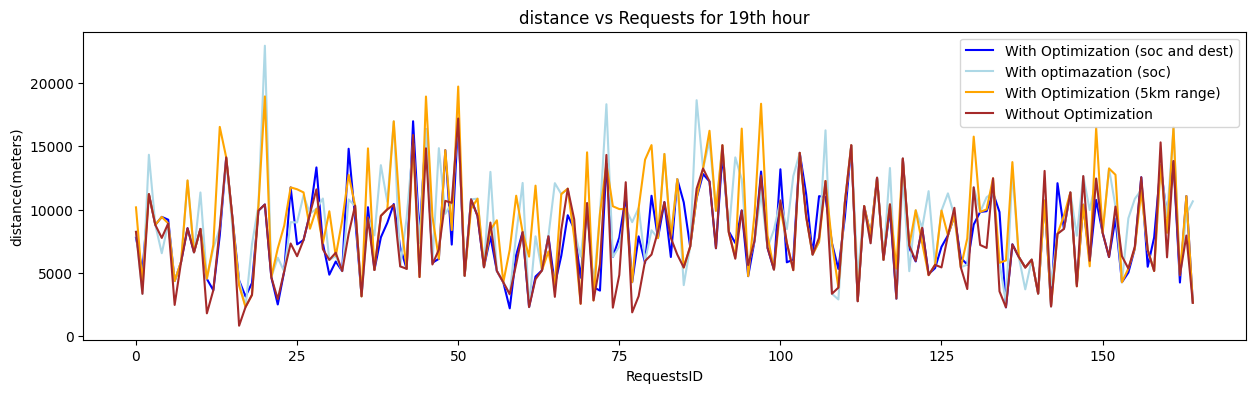 distance vs Requests for 19th hour
With Optimization (soc and dest)
With optimazation (soc)
With Optimization (5km range)
Without Optimization
distance(meters)
20000
15000
10000
5000
0
0 25 50 75 100 125 150
RequestsID